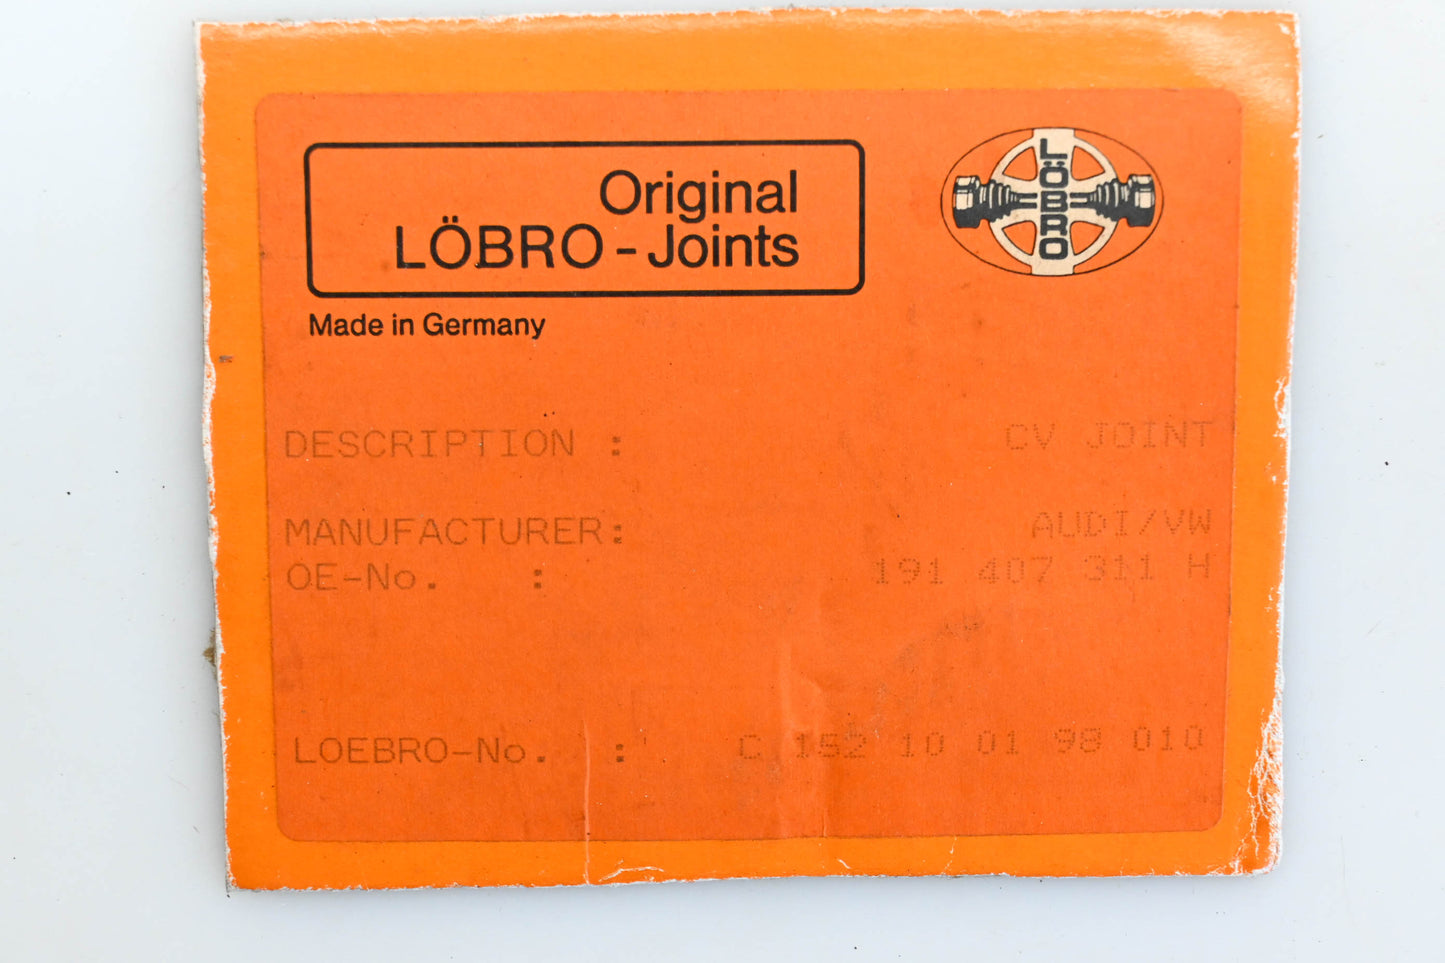 Original
LÖBRO-Joints
LÖBRO
Made in Germany
DESCRIPTION : CV JOINT
MANUFACTURER: AUDI/VW
OE-No. : 191 407 311 H
LOEBRO-No. : C 152 10 01 98 010